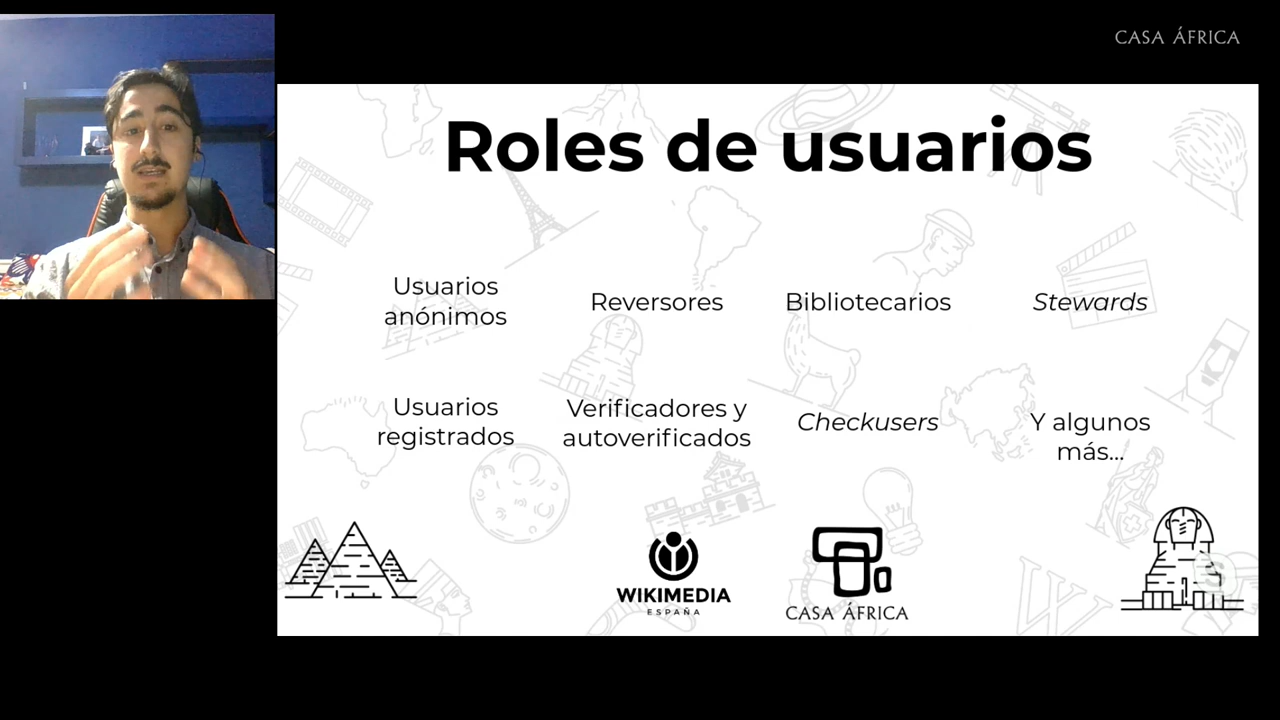 CASA ÁFRICA
Roles de usuarios
Usuarios
anónimos
Reversores
Bibliotecarios
Stewards
Usuarios
registrados
Verificadores y
autoverificados
Checkusers
Y algunos
más...
WIKIMEDIA
ESPAÑA
CASA ÁFRICA